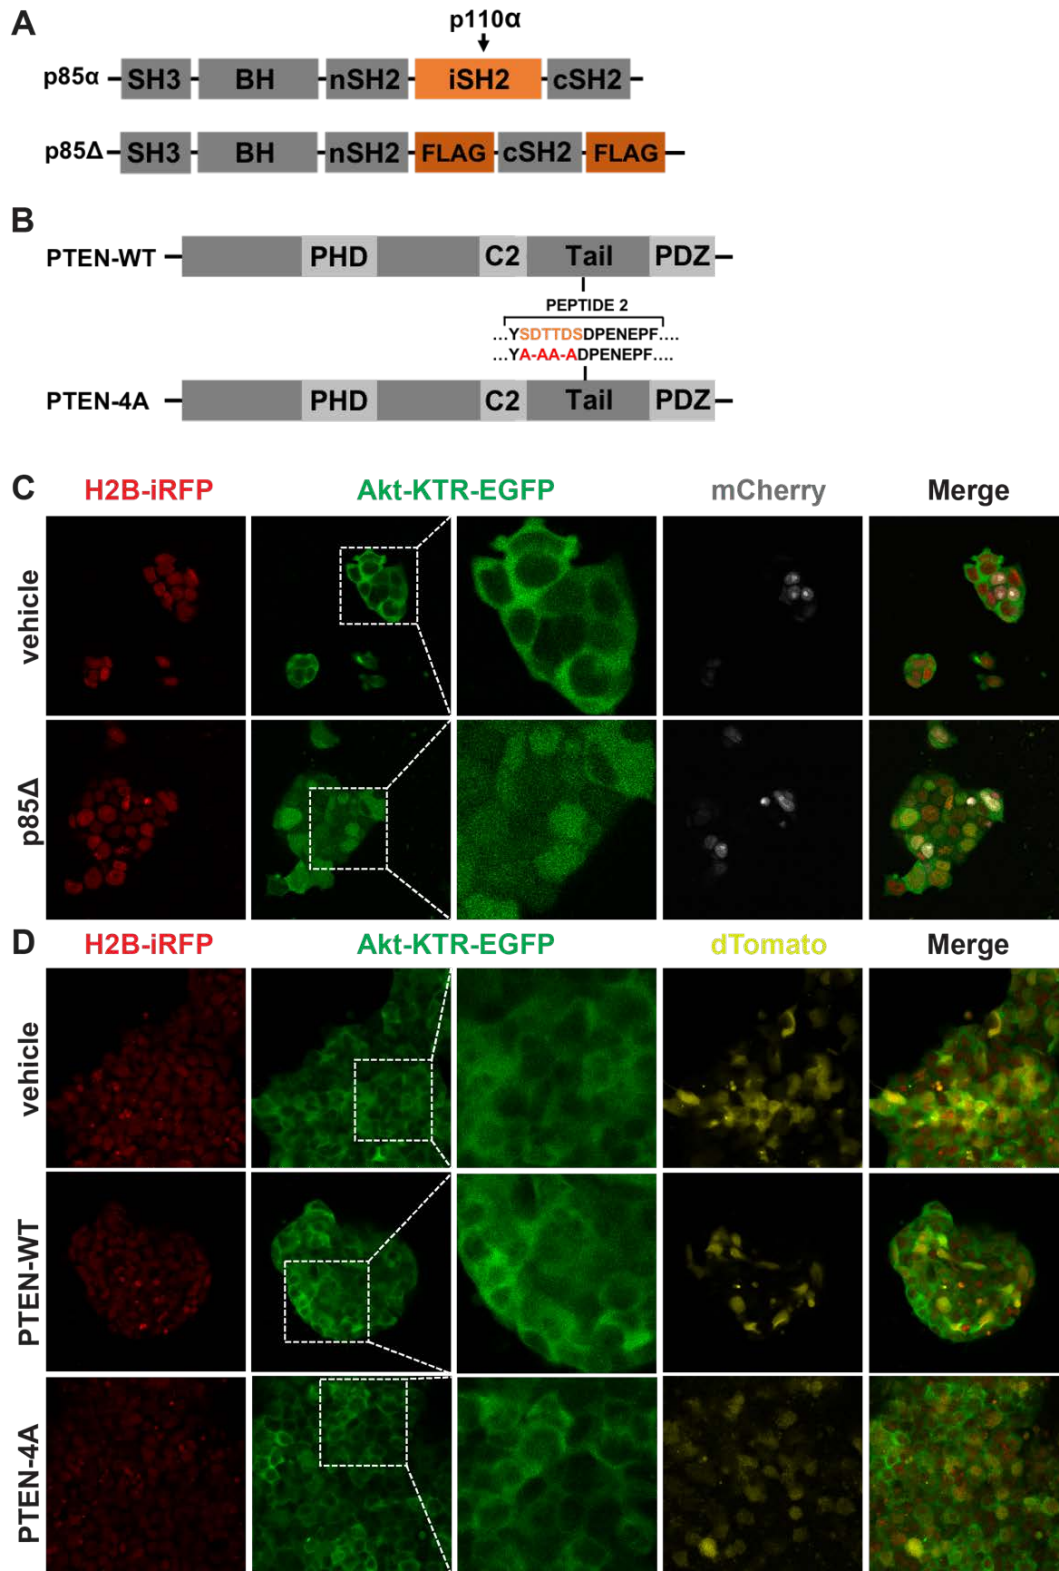 A
p110α
p85α
SH3 BH nSH2 iSH2 cSH2
p85Δ
SH3 BH nSH2 FLAG cSH2 FLAG
B
PTEN-WT
PHD C2 Tail PDZ
PEPTIDE 2
...YSDTTDSDPENEPF....
...YA-AA-ADPENEPF....
PTEN-4A
PHD C2 Tail PDZ
C
H2B-iRFP Akt-KTR-EGFP mCherry Merge
vehicle
p85Δ
D
H2B-iRFP Akt-KTR-EGFP dTomato Merge
vehicle
PTEN-WT
PTEN-4A